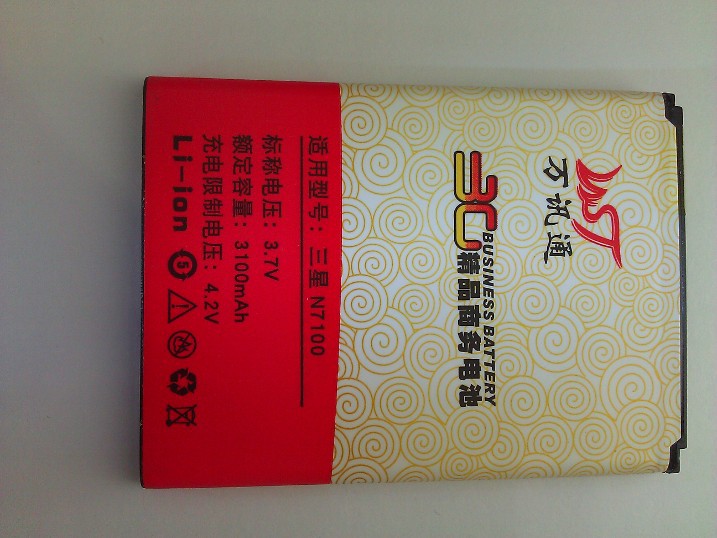 万讯通
3C BUSINESS BATTERY
精品商务电池
适用型号：三星 N7100
标称电压：3.7V
额定容量：3100mAh
充电限制电压：4.2V
Li-ion
5